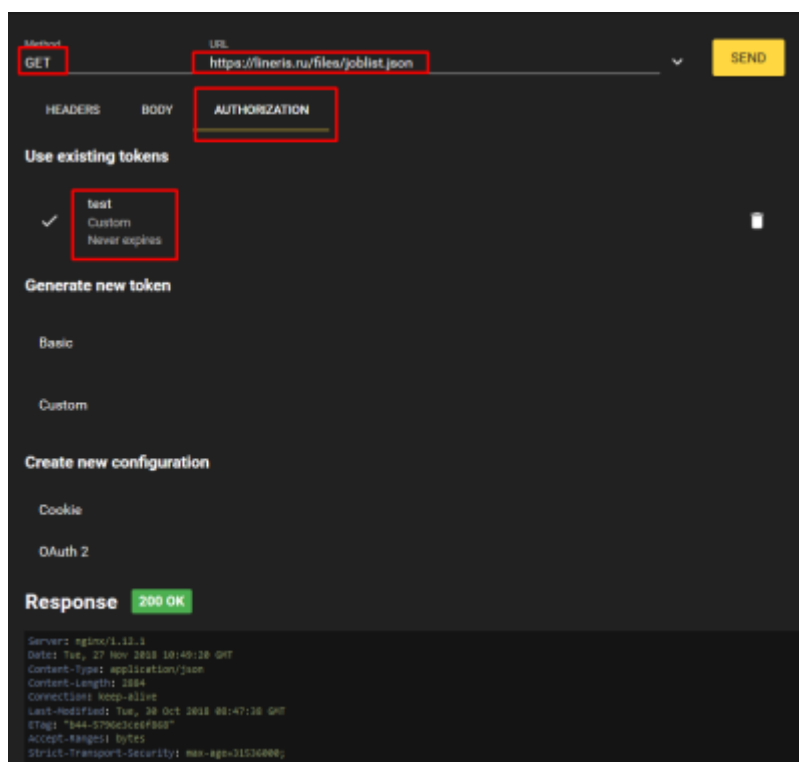 Method URL
GET https://lineris.ru/files/joblist.json SEND
HEADERS BODY AUTHORIZATION
Use existing tokens
test
Custom
Never expires
Generate new token
Basic
Custom
Create new configuration
Cookie
OAuth 2
Response 200 OK
Server: nginx/1.12.1
Date: Tue, 27 Nov 2018 10:49:20 GMT
Content-Type: application/json
Content-Length: 2884
Connection: keep-alive
Last-Modified: Tue, 30 Oct 2018 08:47:38 GMT
ETag:
Accept-Ranges: bytes
Strict-Transport-Security: max-age=31536000;